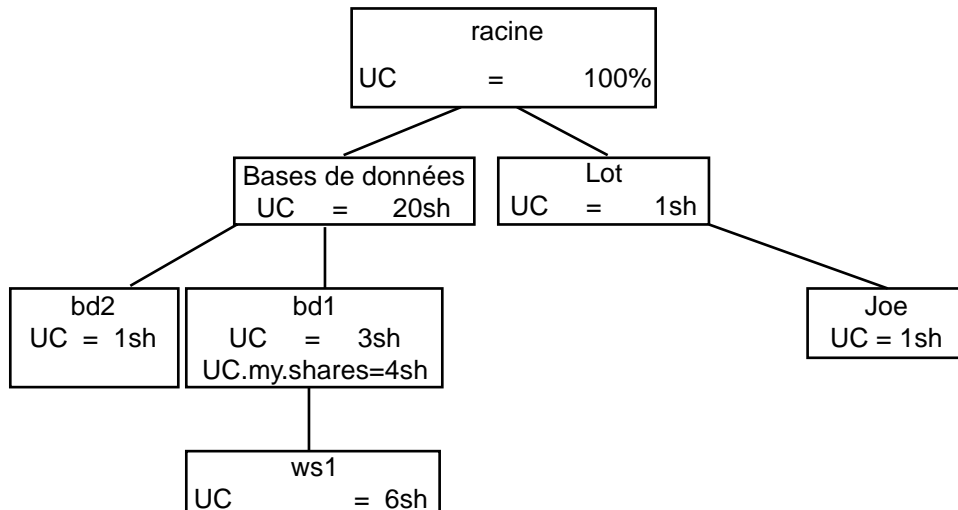 racine
UC = 100%
Bases de données
UC = 20sh
Lot
UC = 1sh
bd2
UC = 1sh
bd1
UC = 3sh
UC.my.shares=4sh
Joe
UC = 1sh
ws1
UC = 6sh